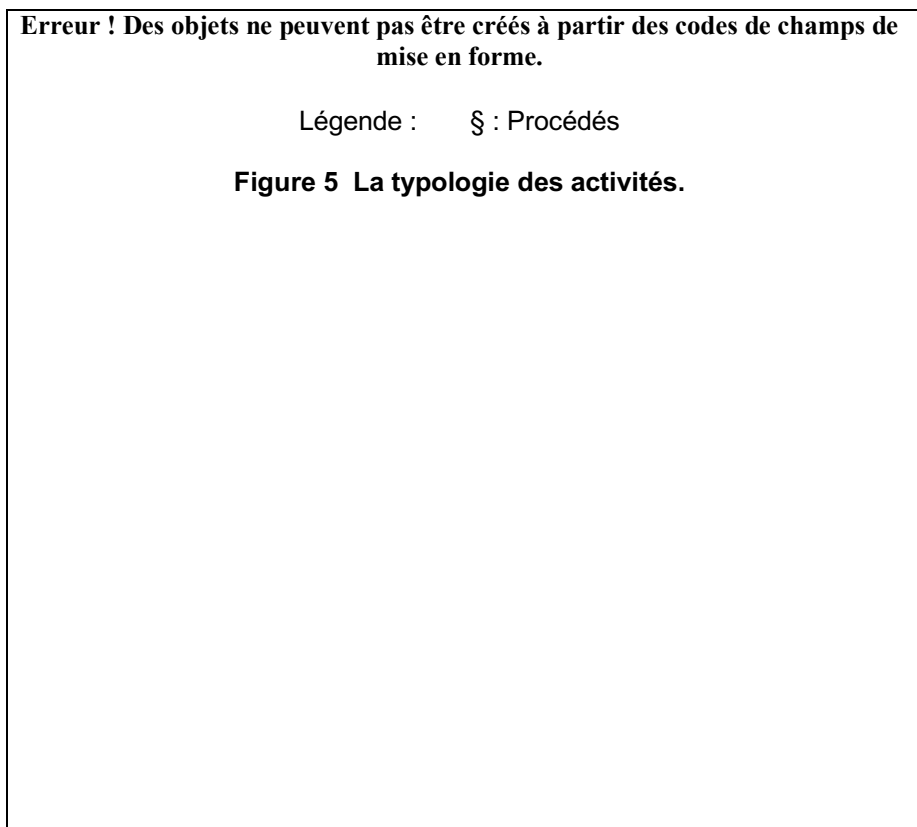 Erreur ! Des objets ne peuvent pas être créés à partir des codes de champs de
mise en forme.
Légende : § : Procédés
Figure 5 La typologie des activités.